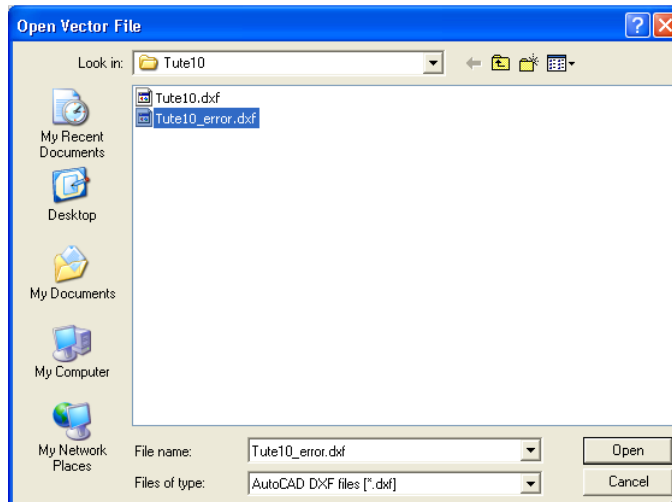 Open Vector File
Look in: Tute10
Tute10.dxf
Tute10_error.dxf
My Recent
Documents
Desktop
My Documents
My Computer
My Network
Places
File name: Tute10_error.dxf Open
Files of type: AutoCAD DXF files [*.dxf] Cancel